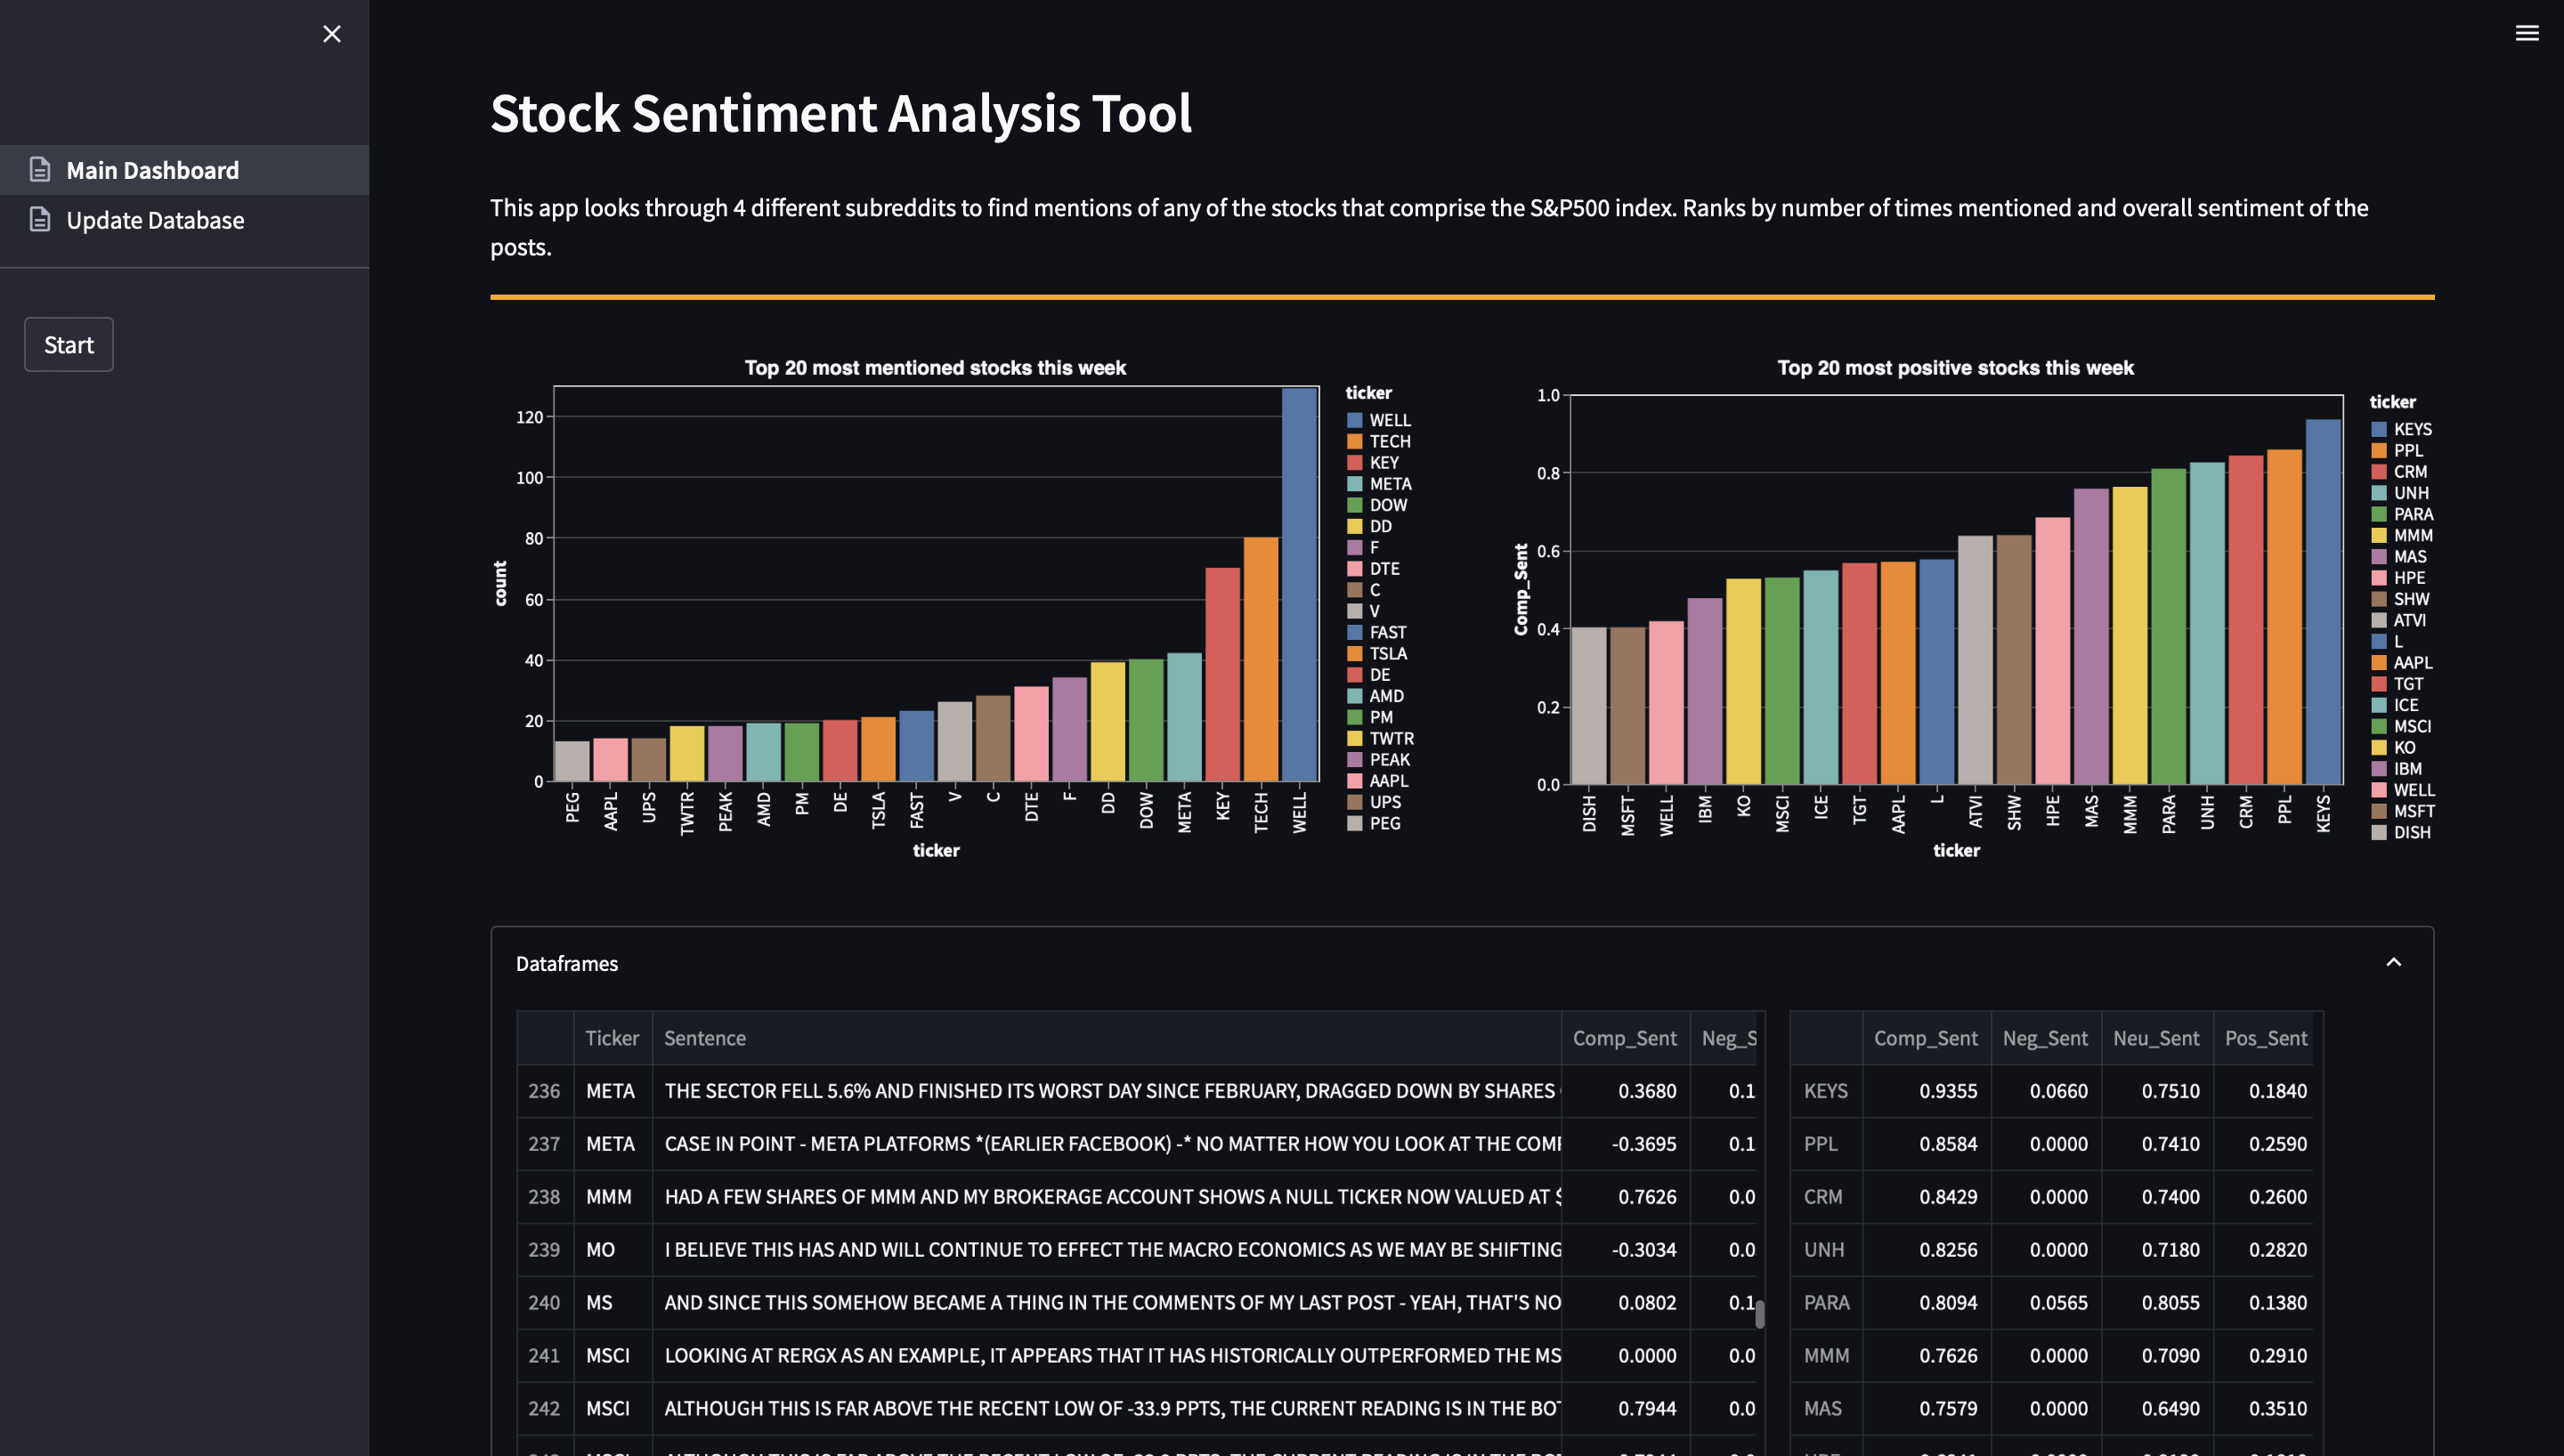 Main Dashboard
Update Database
Start
Stock Sentiment Analysis Tool
This app looks through 4 different subreddits to find mentions of any of the stocks that comprise the S&P500 index. Ranks by number of times mentioned and overall sentiment of the
posts.
Top 20 most mentioned stocks this week
count
120
100
80
60
40
20
0
PEG AAPL UPS TWTR PEAK AMD PM DE TSLA FAST V C DTE F DD DOW META KEY TECH WELL
ticker
ticker
WELL
TECH
KEY
META
DOW
DD
F
DTE
C
V
FAST
TSLA
DE
AMD
PM
TWTR
PEAK
AAPL
UPS
PEG
Top 20 most positive stocks this week
Comp_Sent
1.0
0.8
0.6
0.4
0.2
0.0
DISH MSFT WELL IBM KO MSCI ICE TGT AAPL L ATVI SHW HPE MAS MMM PARA UNH CRM PPL KEYS
ticker
ticker
KEYS
PPL
CRM
UNH
PARA
MMM
MAS
HPE
SHW
ATVI
L
AAPL
TGT
ICE
MSCI
KO
IBM
WELL
MSFT
DISH
Dataframes
Ticker Sentence Comp_Sent Neg_S
236 META THE SECTOR FELL 5.6% AND FINISHED ITS WORST DAY SINCE FEBRUARY, DRAGGED DOWN BY SHARES 0.3680 0.1
237 META CASE IN POINT - META PLATFORMS *(EARLIER FACEBOOK) -* NO MATTER HOW YOU LOOK AT THE -0.3695 0.1
238 MMM HAD A FEW SHARES OF MMM AND MY BROKERAGE ACCOUNT SHOWS A NULL TICKER NOW VALUED AT $ 0.7626 0.0
239 MO I BELIEVE THIS HAS AND WILL CONTINUE TO EFFECT THE MACRO ECONOMICS AS WE MAY BE SHIFTING -0.3034 0.0
240 MS AND SINCE THIS SOMEHOW BECAME A THING IN THE COMMENTS OF MY LAST POST - YEAH, THAT'S NO 0.0802 0.1
241 MSCI LOOKING AT RERGX AS AN EXAMPLE, IT APPEARS THAT IT HAS HISTORICALLY OUTPERFORMED THE MS 0.0000 0.0
242 MSCI ALTHOUGH THIS IS FAR ABOVE THE RECENT LOW OF -33.9 PPTS, THE CURRENT READING IS IN THE BOT 0.7944 0.0
Comp_Sent Neg_Sent Neu_Sent Pos_Sent
KEYS 0.9355 0.0660 0.7510 0.1840
PPL 0.8584 0.0000 0.7410 0.2590
CRM 0.8429 0.0000 0.7400 0.2600
UNH 0.8256 0.0000 0.7180 0.2820
PARA 0.8094 0.0565 0.8055 0.1380
MMM 0.7626 0.0000 0.7090 0.2910
MAS 0.7579 0.0000 0.6490 0.3510